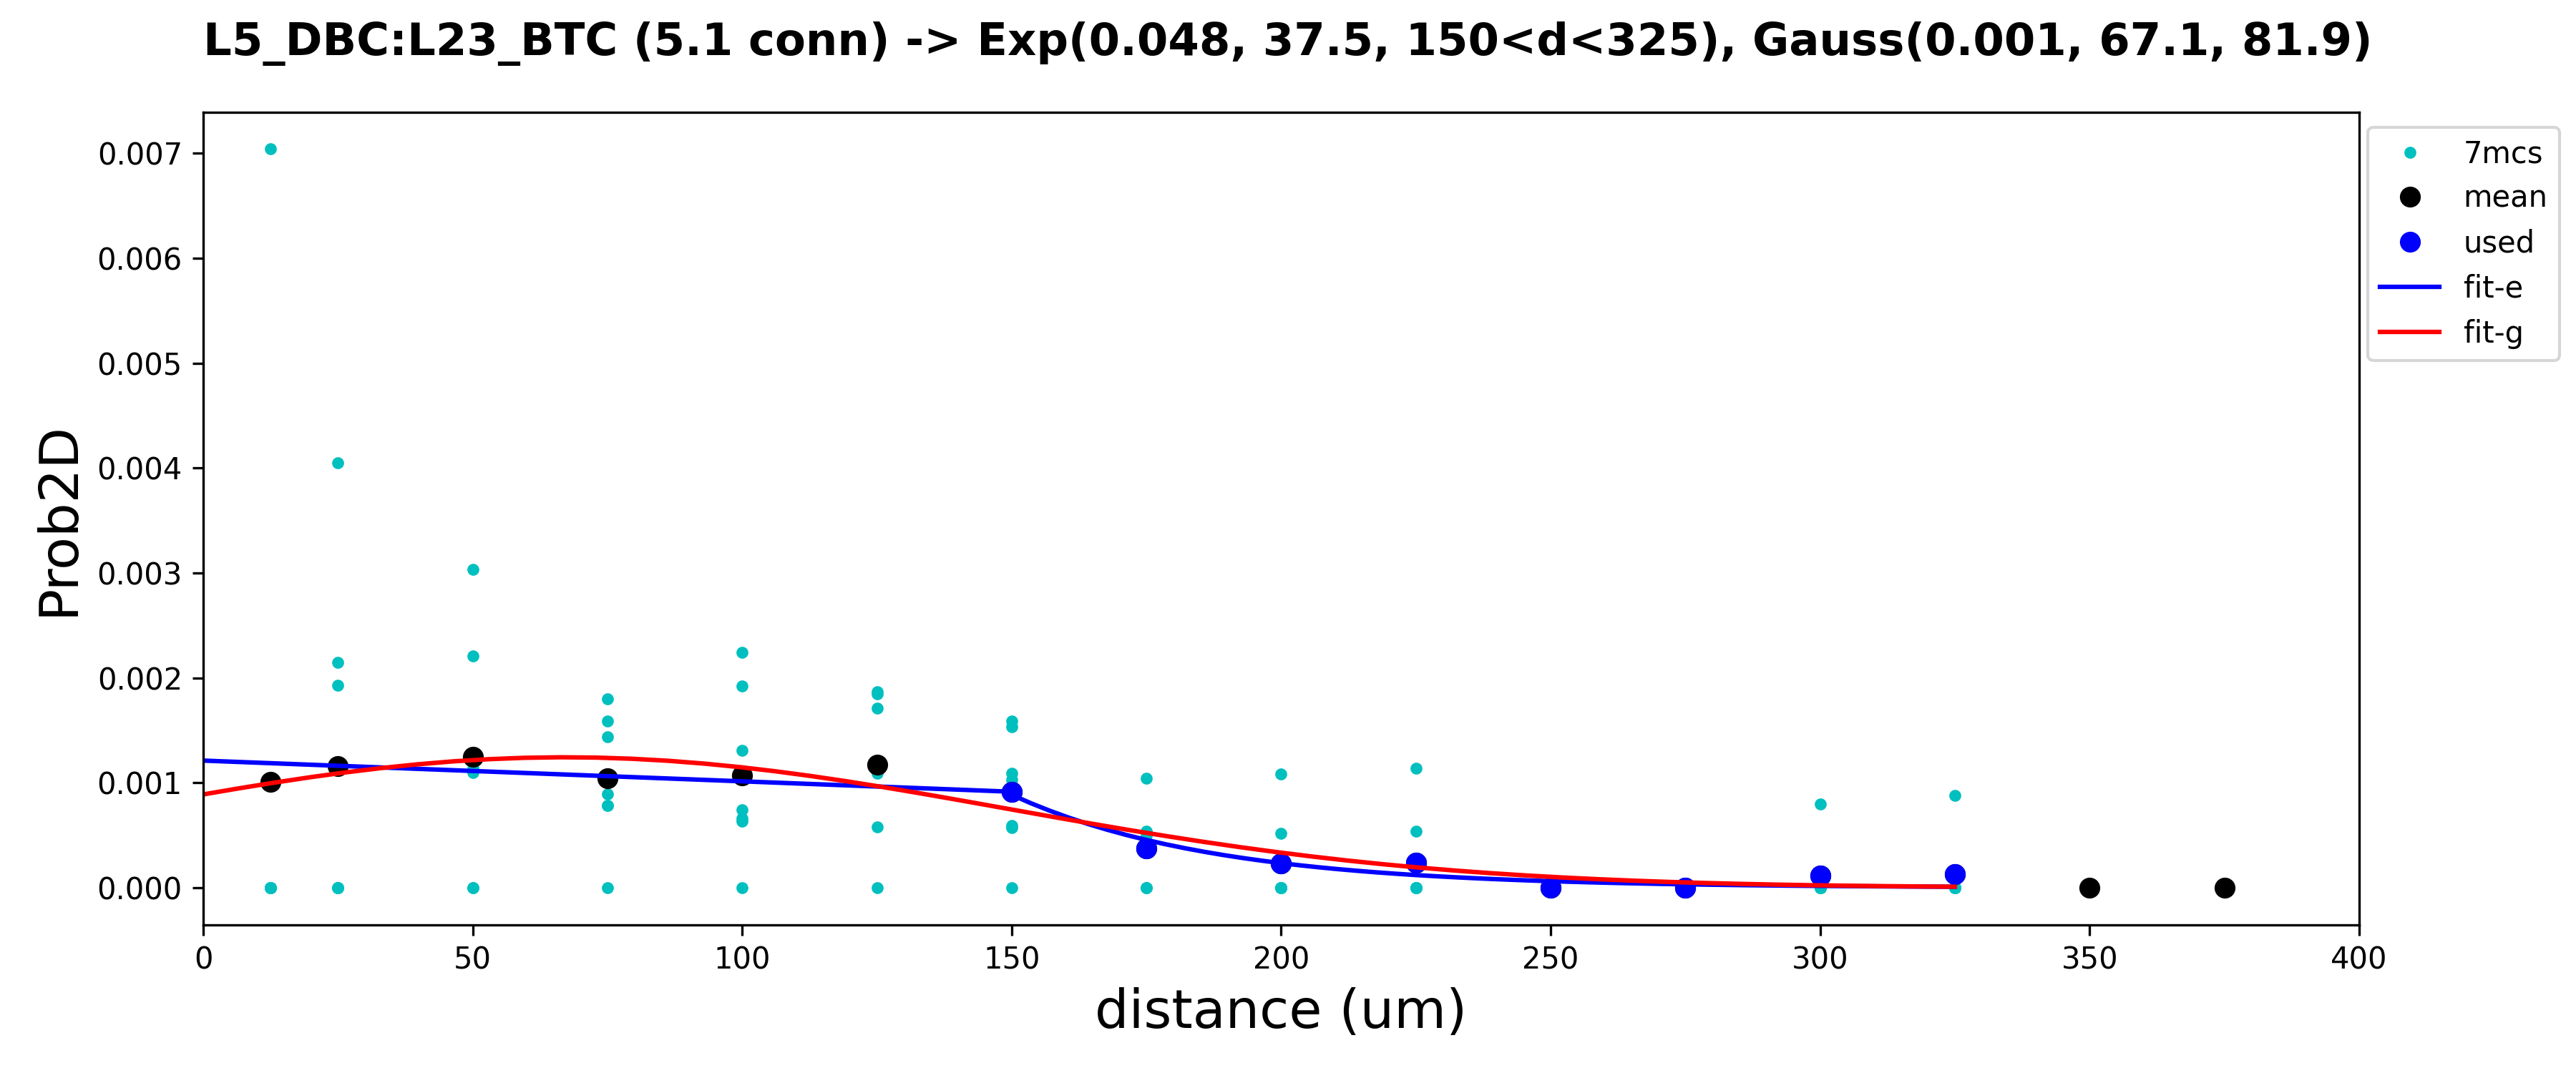 L5_DBC:L23_BTC (5.1 conn) -> Exp(0.048, 37.5, 150<d<325), Gauss(0.001, 67.1, 81.9)
0.007
0.006
0.005
0.004
0.003
0.002
0.001
0.000
Prob2D
0 50 100 150 200 250 300 350 400
distance (um)
7mcs
mean
used
fit-e
fit-g